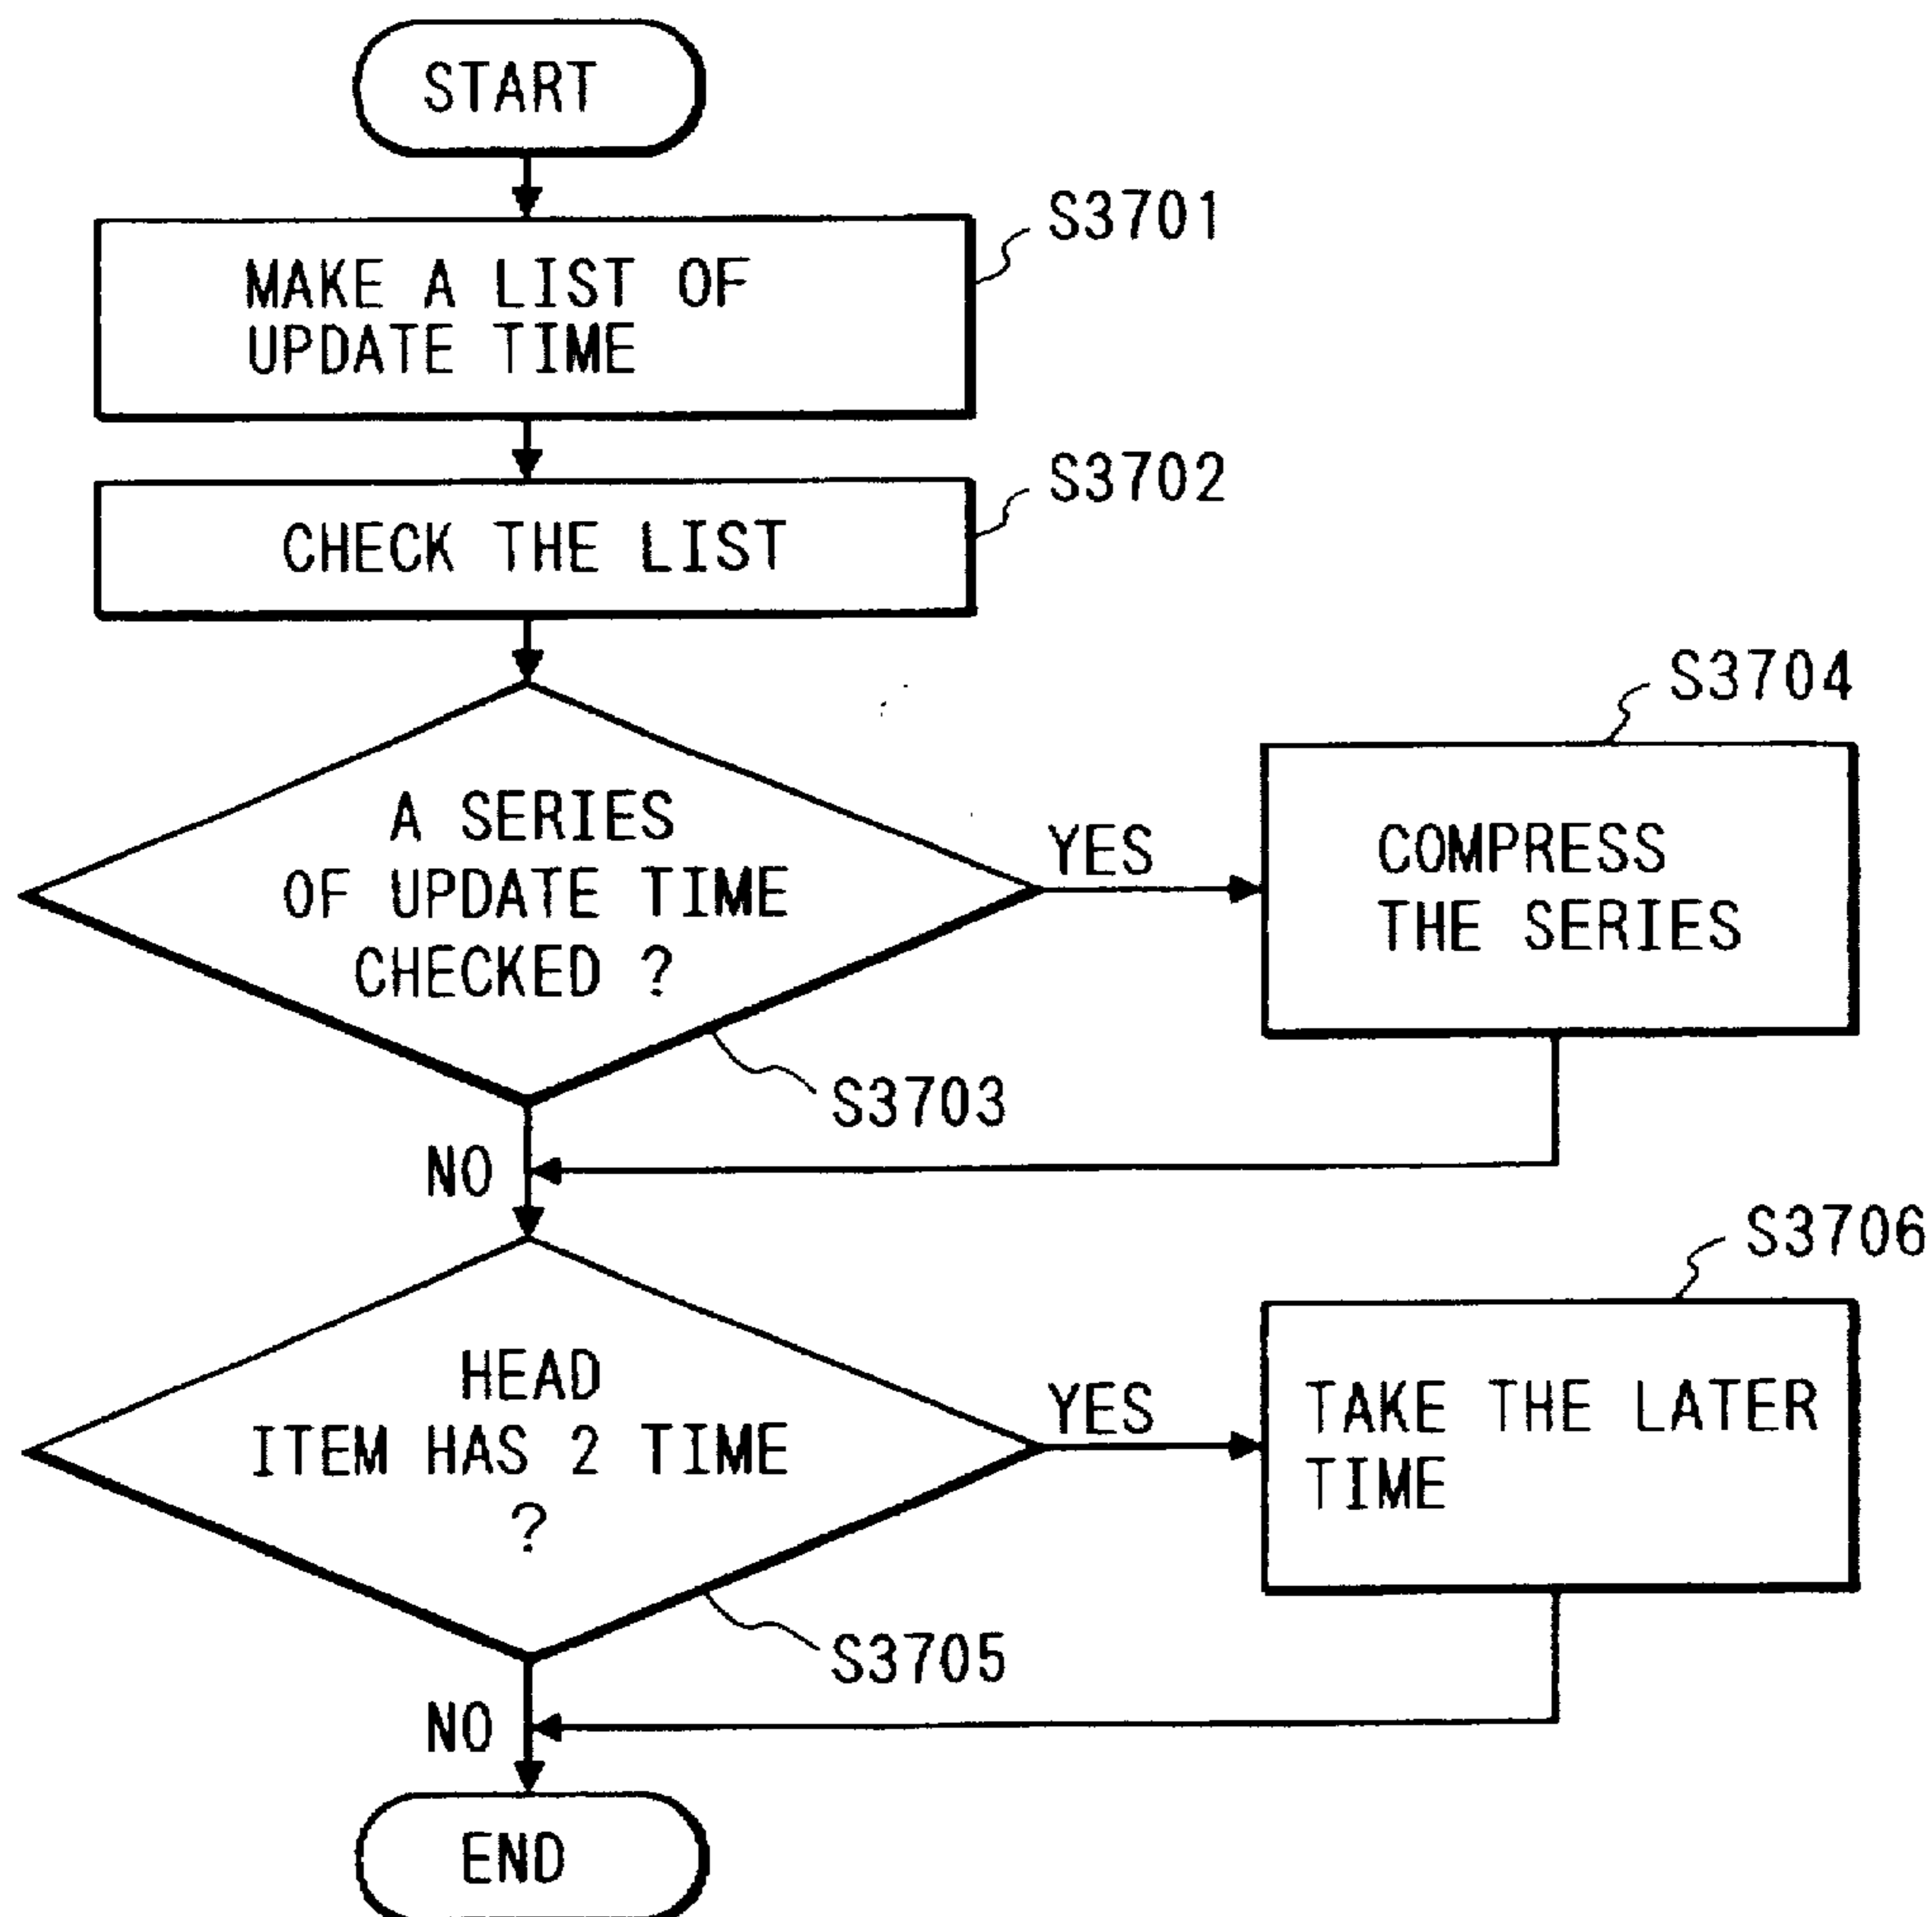 START
S3701
MAKE A LIST OF
UPDATE TIME
S3702
CHECK THE LIST
S3704
A SERIES
OF UPDATE TIME
CHECKED ?
YES
COMPRESS
THE SERIES
S3703
NO
S3706
HEAD
ITEM HAS 2 TIME
?
YES
TAKE THE LATER
TIME
S3705
NO
END